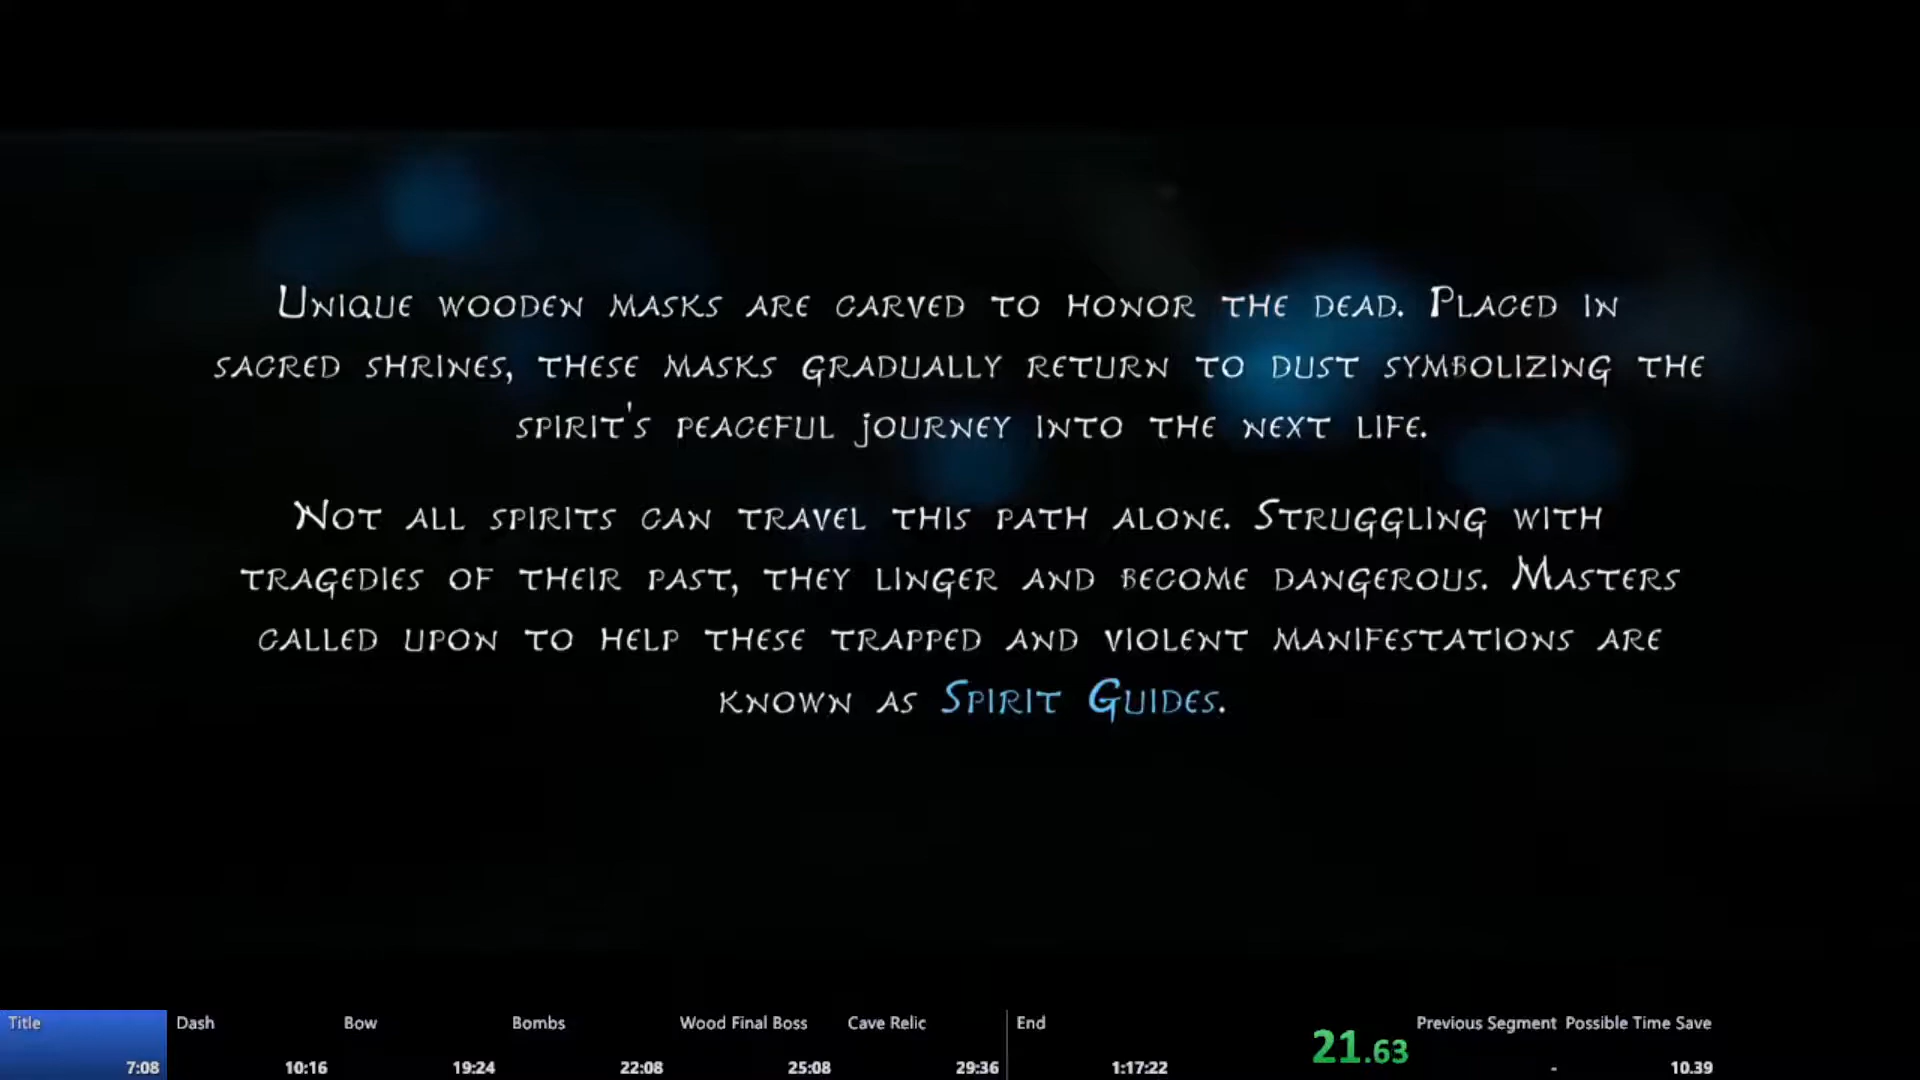 Unique wooden masks are carved to honor the dead. Placed in
sacred shrines, these masks gradually return to dust symbolizing the
spirit's peaceful journey into the next life.
Not all spirits can travel this path alone. Struggling with
tragedies of their past, they linger and become dangerous. Masters
called upon to help these trapped and violent manifestations are
known as Spirit Guides.
Title Dash Bow Bombs Wood Final Boss Cave Relic End Previous Segment Possible Time Save
21.63
7:08 10:16 19:24 22:08 25:08 29:36 1:17:22 - 10.39